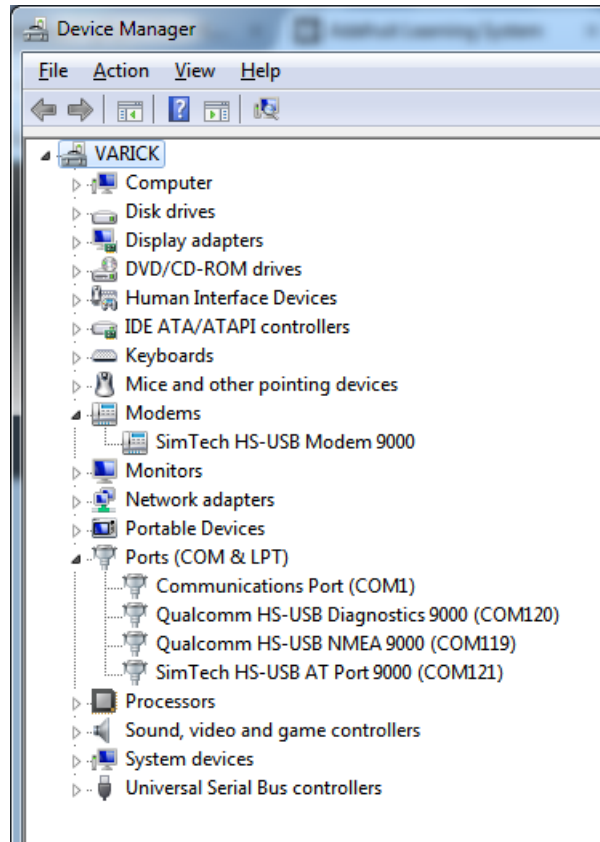 Device Manager
File Action View Help
VARICK
Computer
Disk drives
Display adapters
DVD/CD-ROM drives
Human Interface Devices
IDE ATA/ATAPI controllers
Keyboards
Mice and other pointing devices
Modems
SimTech HS-USB Modem 9000
Monitors
Network adapters
Portable Devices
Ports (COM & LPT)
Communications Port (COM1)
Qualcomm HS-USB Diagnostics 9000 (COM120)
Qualcomm HS-USB NMEA 9000 (COM119)
SimTech HS-USB AT Port 9000 (COM121)
Processors
Sound, video and game controllers
System devices
Universal Serial Bus controllers